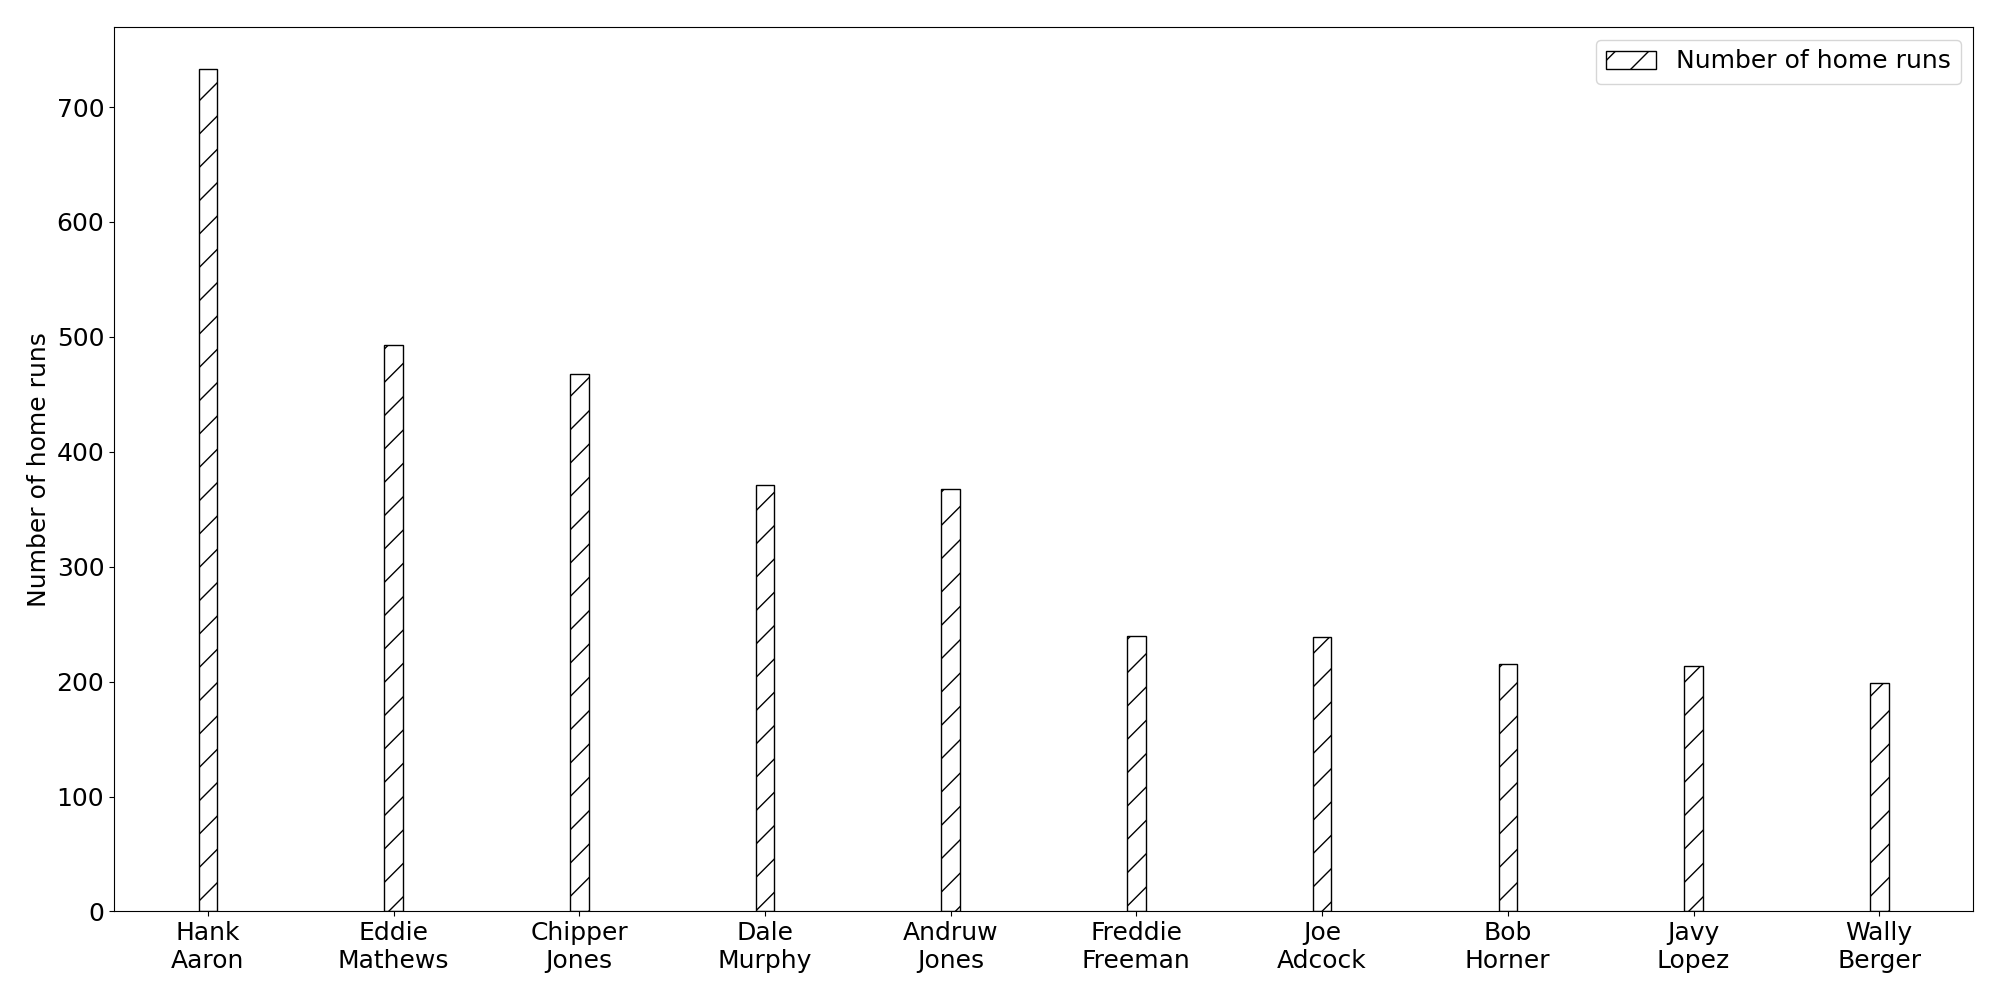 Number of home runs
Number of home runs
700
600
500
400
300
200
100
0
Hank
Aaron
Eddie
Mathews
Chipper
Jones
Dale
Murphy
Andruw
Jones
Freddie
Freeman
Joe
Adcock
Bob
Horner
Javy
Lopez
Wally
Berger